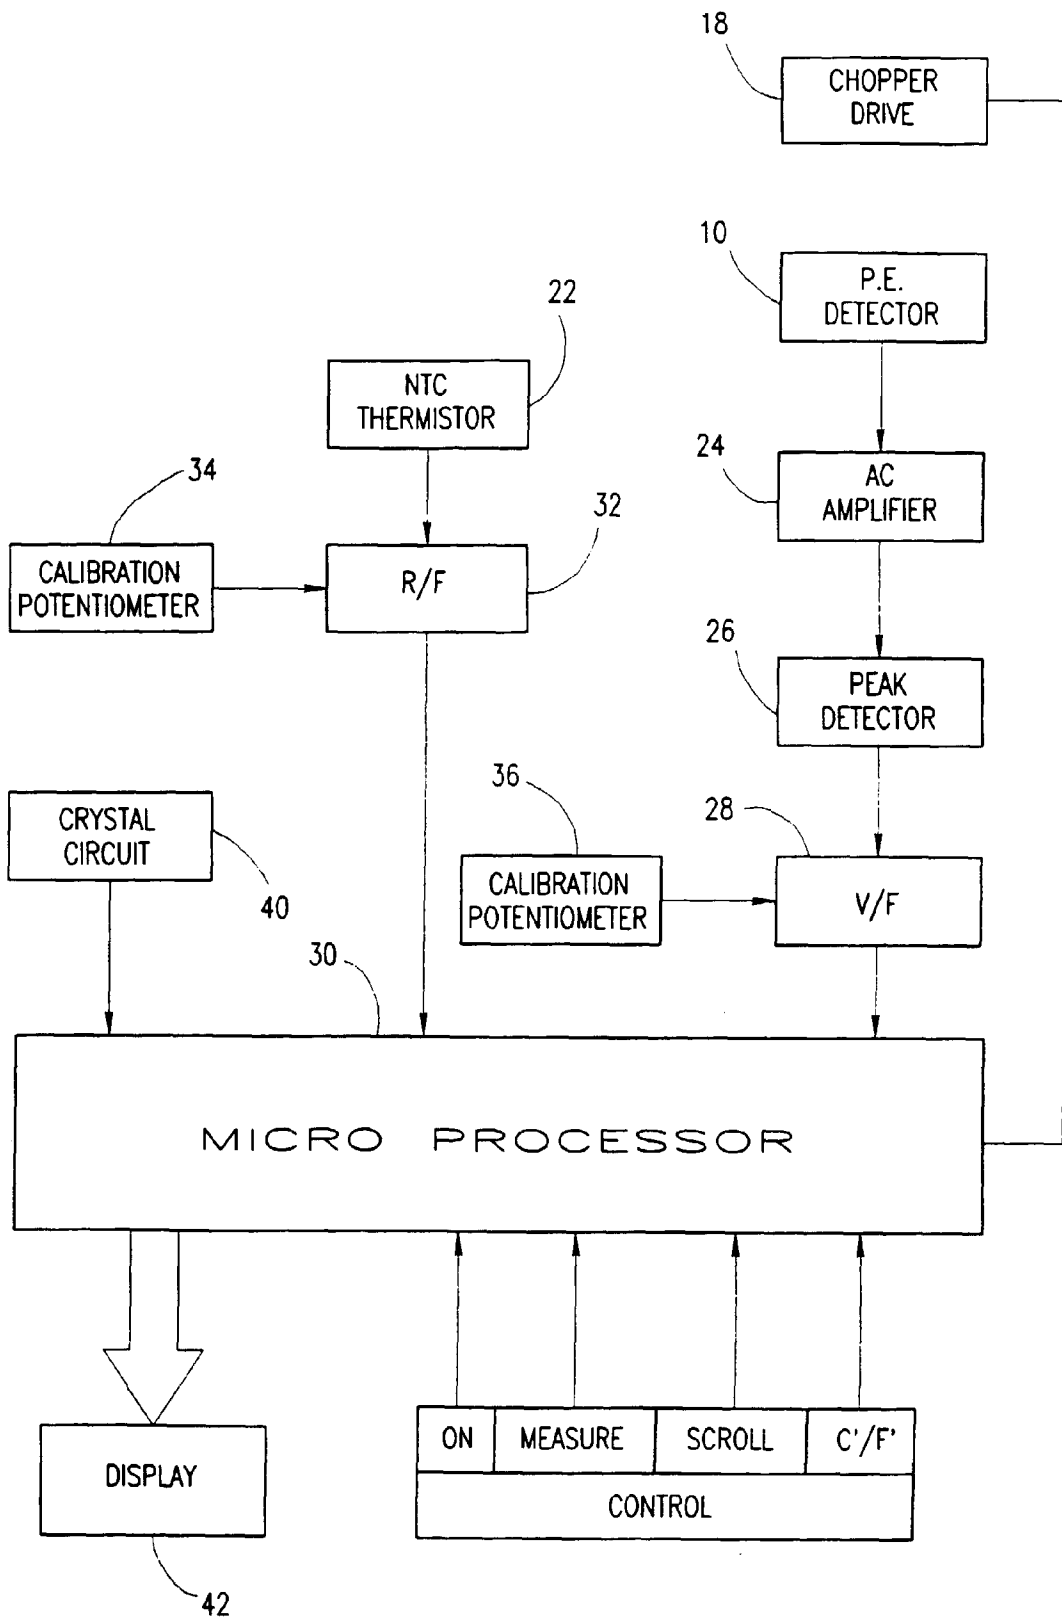 18
CHOPPER
DRIVE
10
P.E.
DETECTOR
22
NTC
THERMISTOR
24
AC
AMPLIFIER
34
32
CALIBRATION
POTENTIOMETER
R/F
26
PEAK
DETECTOR
36
28
CRYSTAL
CIRCUIT
40
CALIBRATION
POTENTIOMETER
V/F
30
MICRO PROCESSOR
ON MEASURE SCROLL C'/F'
CONTROL
DISPLAY
42